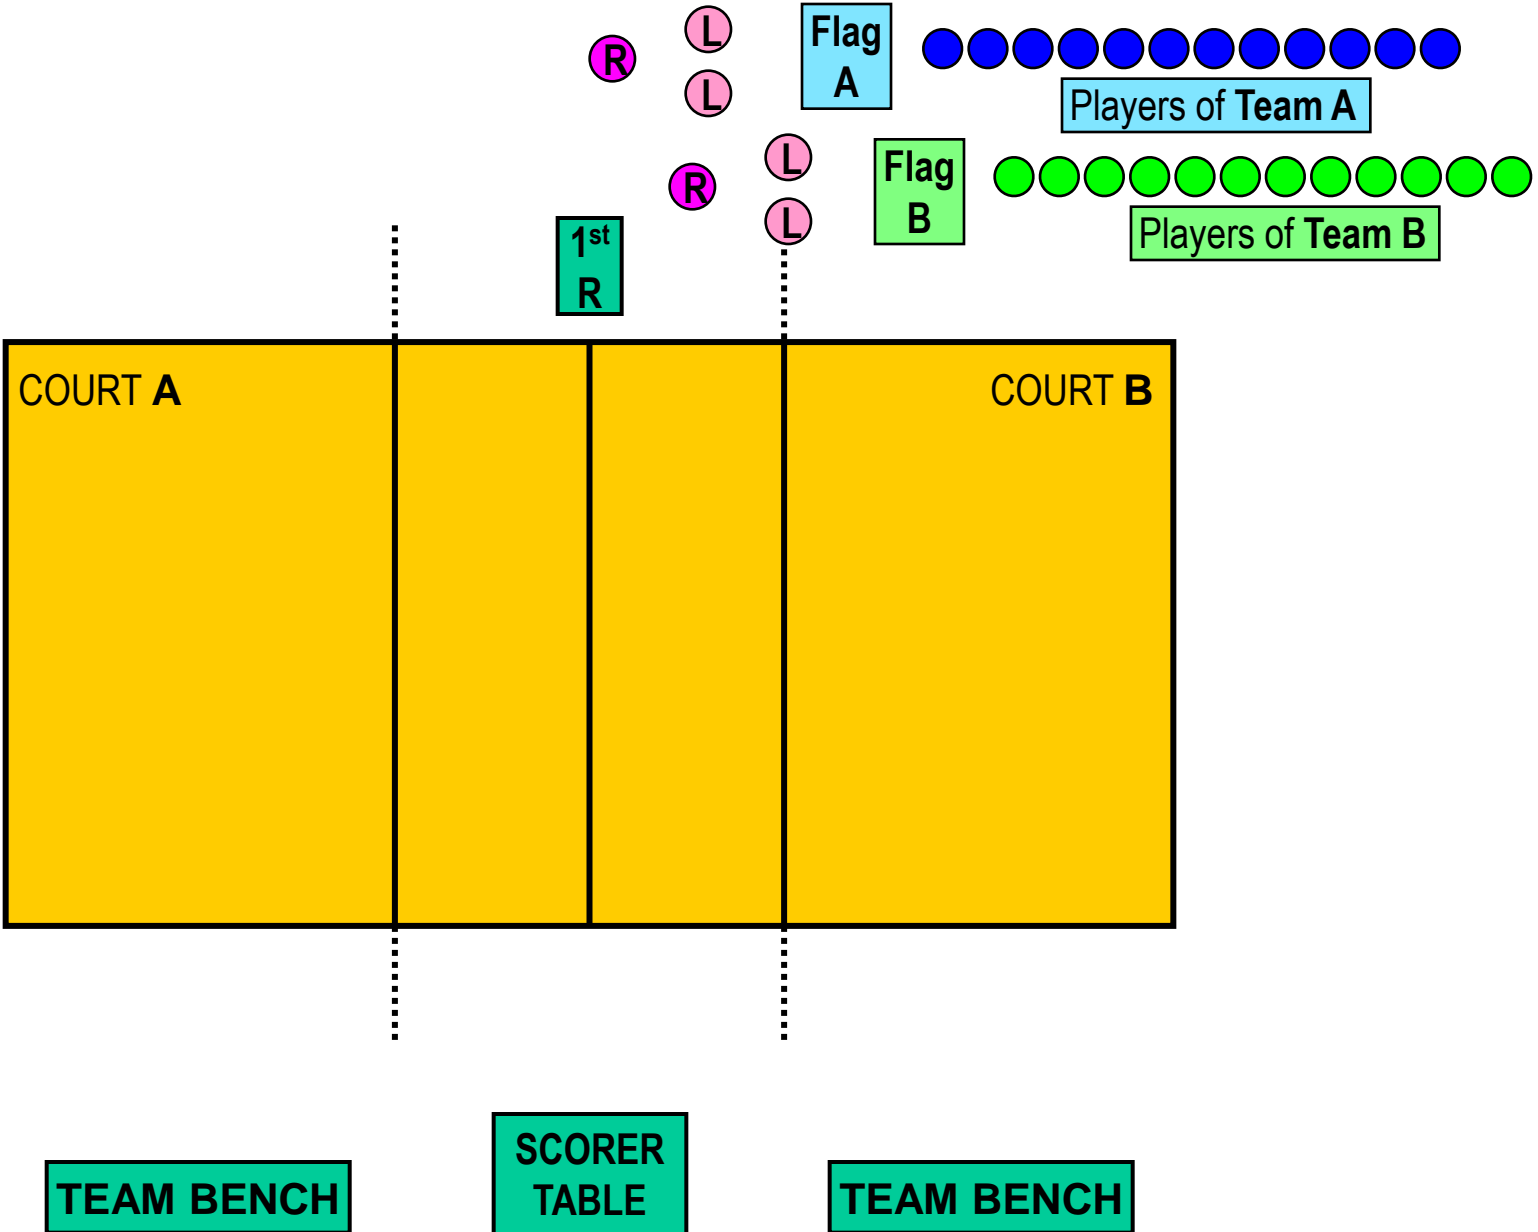 L
R
L
Flag
A
Players of Team A
L
R
L
Flag
B
Players of Team B
1st
R
COURT A
COURT B
SCORER
TABLE
TEAM BENCH
TEAM BENCH